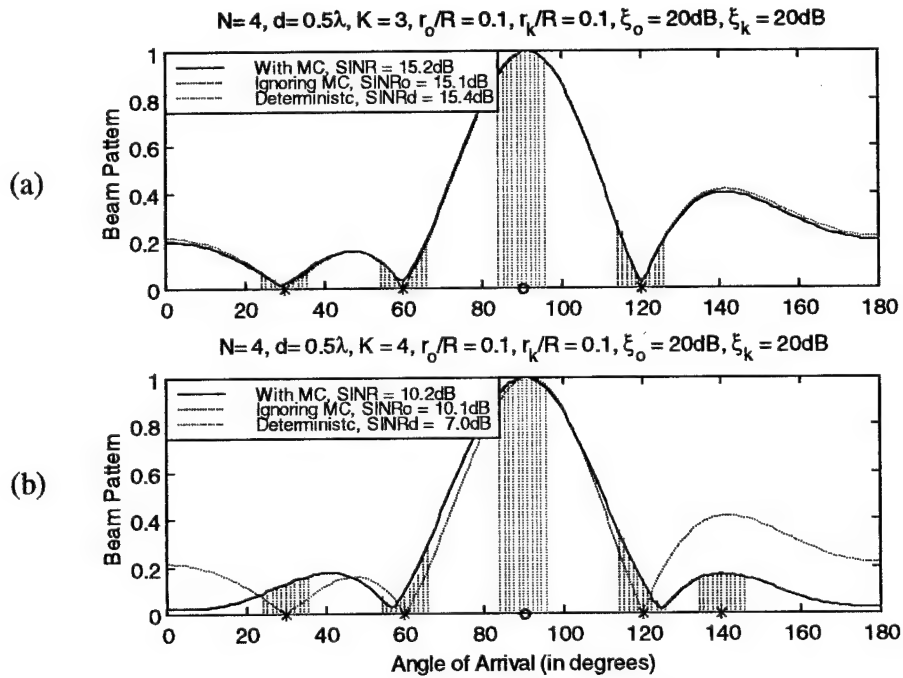 N=4, d=0.5λ, K=3, r_o/R=0.1, r_k/R=0.1, ξ_o=20dB, ξ_k=20dB
With MC, SINR = 15.2dB
Ignoring MC, SINRo = 15.1dB
Deterministc, SINRd = 15.4dB
1
0.8
0.6
0.4
0.2
0
Beam Pattern
(a)
0 20 40 60 80 100 120 140 160 180
N=4, d=0.5λ, K=4, r_o/R=0.1, r_k/R=0.1, ξ_o=20dB, ξ_k=20dB
With MC, SINR = 10.2dB
Ignoring MC, SINRo = 10.1dB
Deterministc, SINRd = 7.0dB
1
0.8
0.6
0.4
0.2
0
Beam Pattern
(b)
0 20 40 60 80 100 120 140 160 180
Angle of Arrival (in degrees)